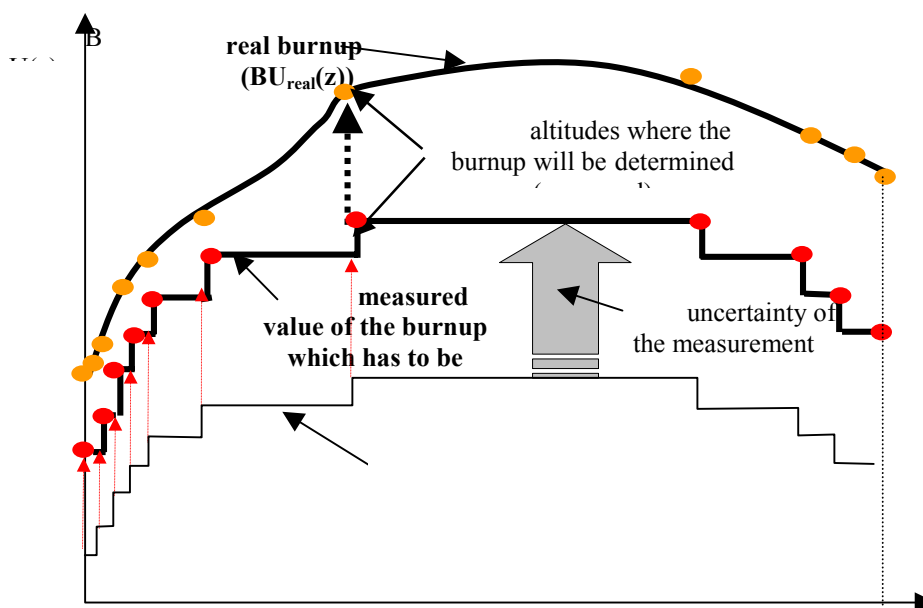 B
real burnup
(BU_real(z))
altitudes where the
burnup will be determined
measured
value of the burnup
which has to be
uncertainty of
the measurement